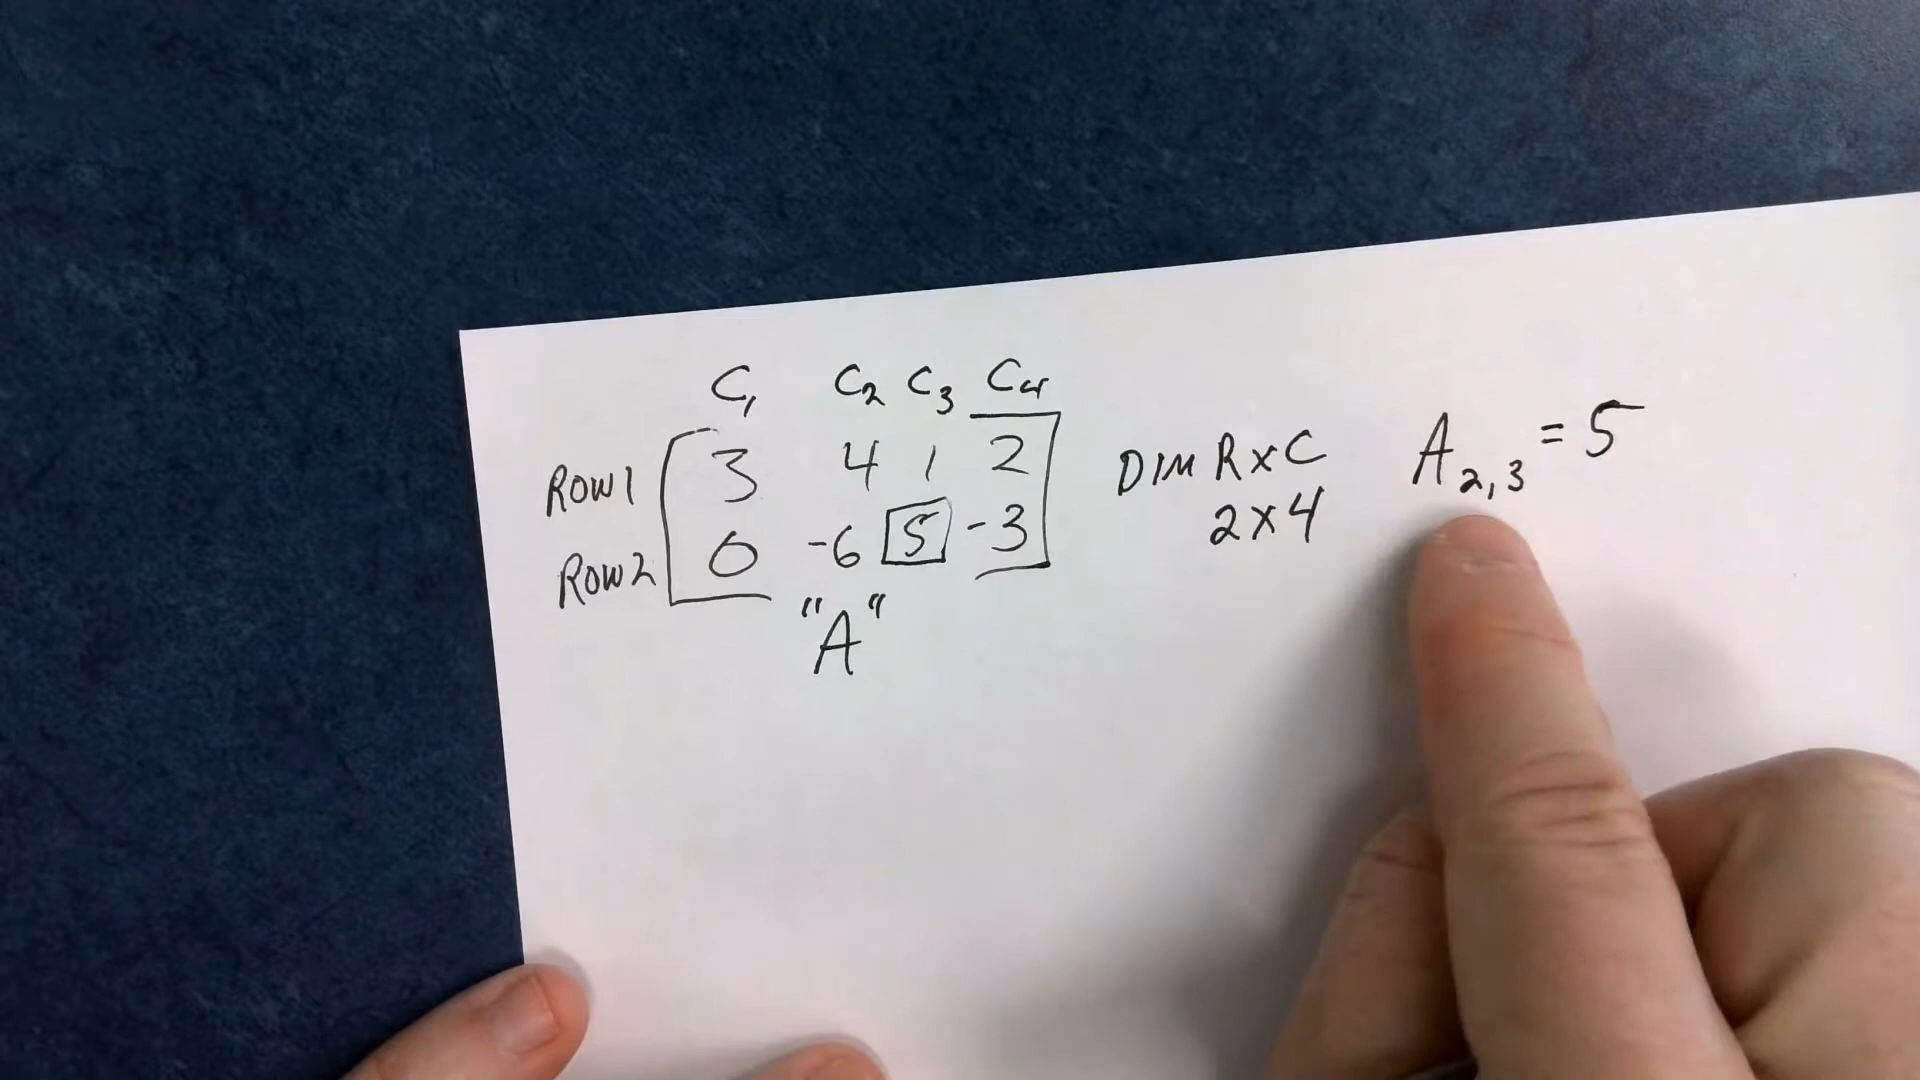 C1 C2 C3 C4
ROW1 3 4 1 2
ROW2 0 -6 5 -3
"A"
DIM R x C
2 x 4
A2,3 = 5